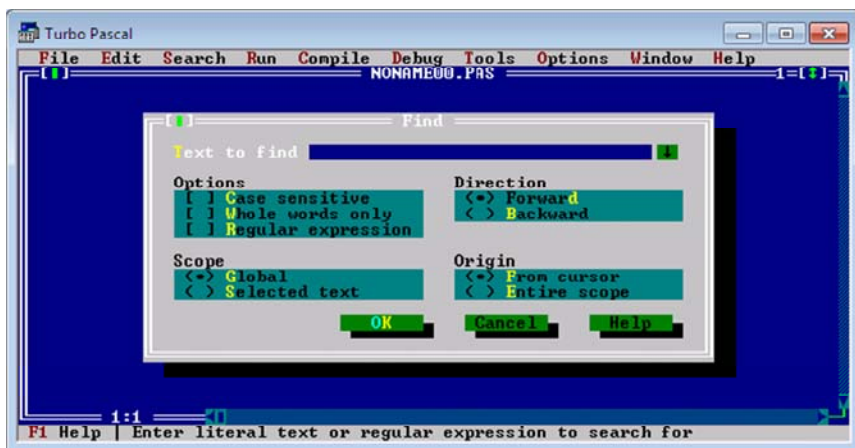 Turbo Pascal
File Edit Search Run Compile Debug Tools Options Window Help
NONAME00.PAS 1=[↕]
Find
Text to find ↓
Options Direction
[ ] Case sensitive (•) Forward
[ ] Whole words only ( ) Backward
[ ] Regular expression
Scope Origin
(•) Global (•) From cursor
( ) Selected text ( ) Entire scope
OK Cancel Help
1:1
F1 Help | Enter literal text or regular expression to search for